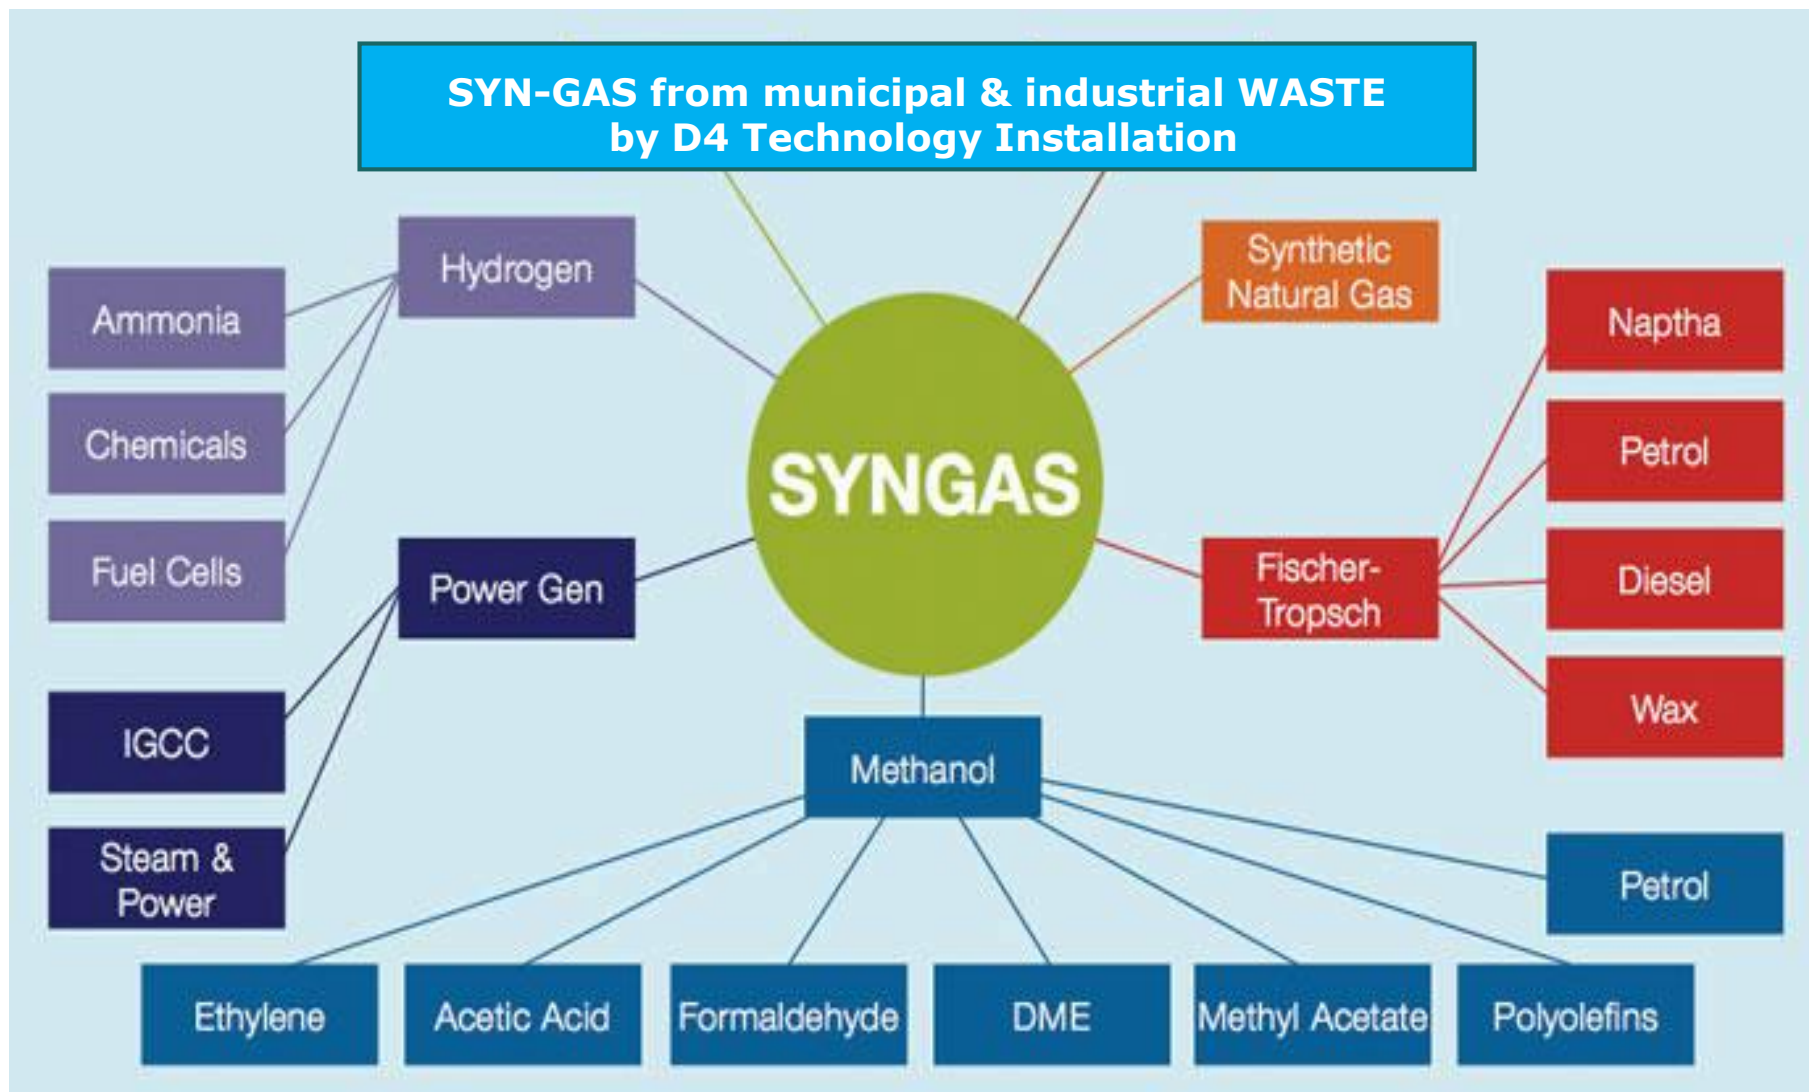 SYN-GAS from municipal & industrial WASTE
by D4 Technology Installation
Hydrogen
Synthetic
Natural Gas
Ammonia
Naptha
Chemicals
Petrol
SYNGAS
Fuel Cells
Power Gen
Fischer-
Tropsch
Diesel
IGCC
Wax
Methanol
Steam &
Power
Petrol
Ethylene
Acetic Acid
Formaldehyde
DME
Methyl Acetate
Polyolefins